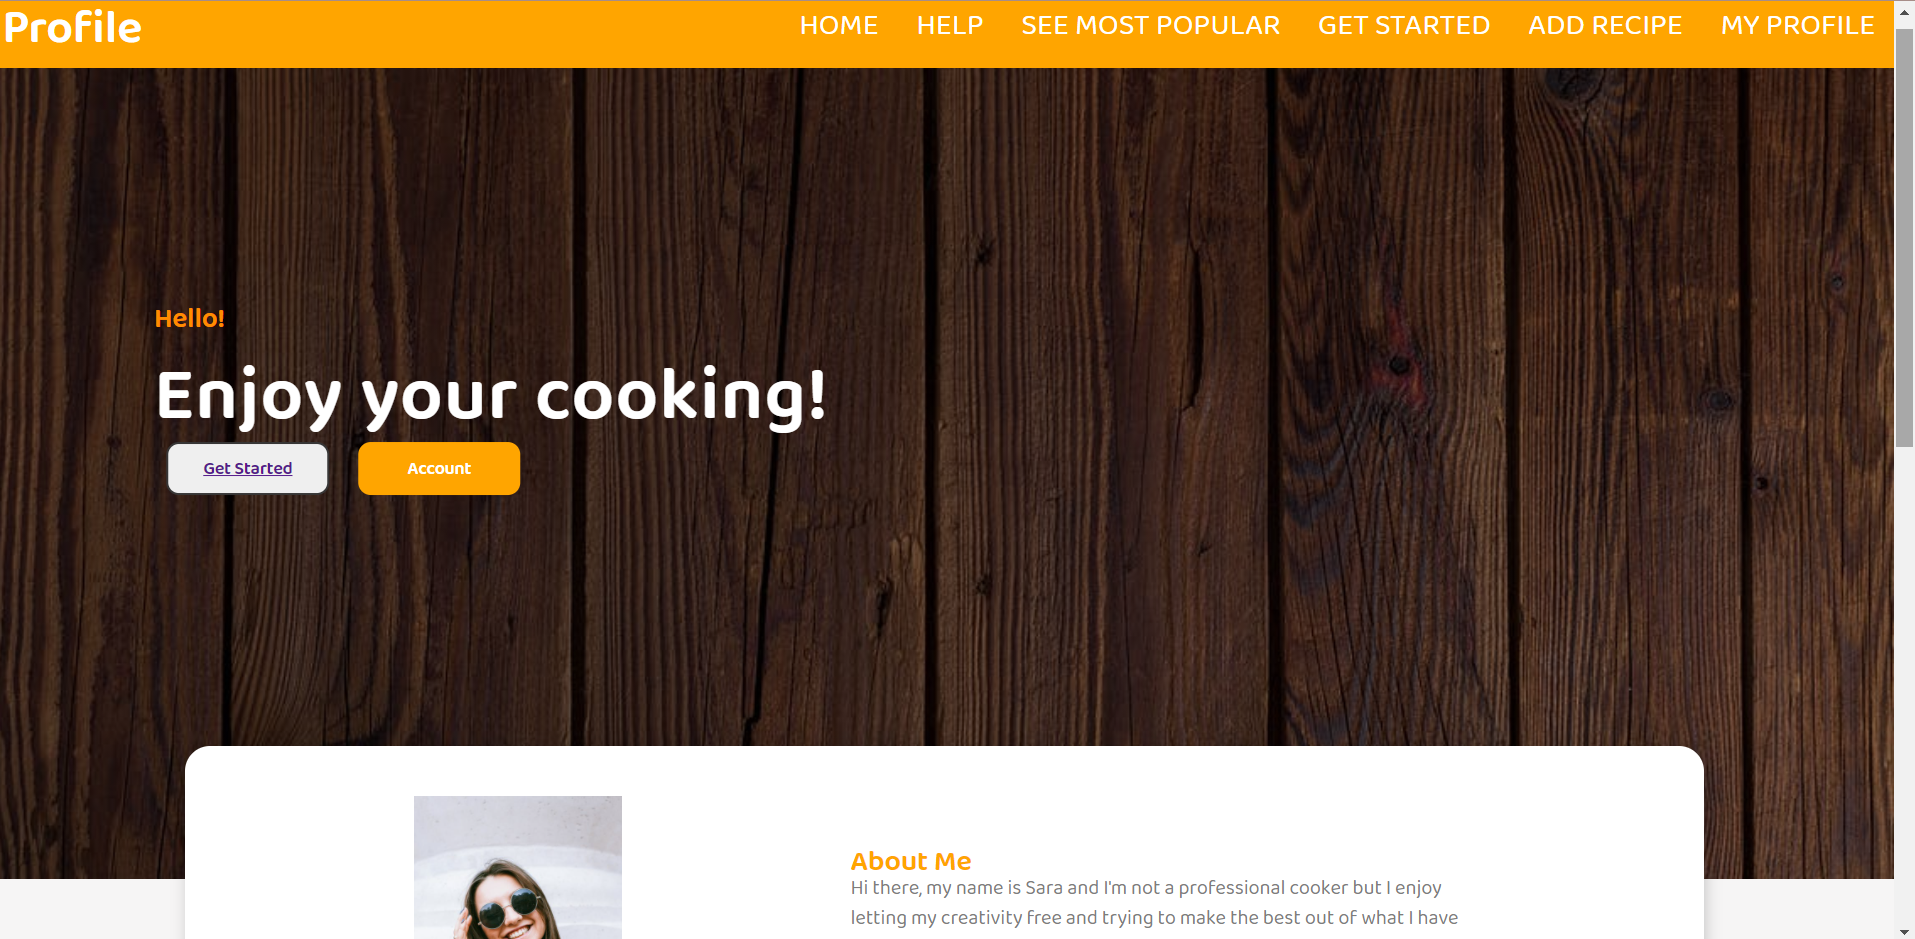 Profile
HOME HELP SEE MOST POPULAR GET STARTED ADD RECIPE MY PROFILE
Hello!
Enjoy your cooking!
Get Started Account
About Me
Hi there, my name is Sara and I'm not a professional cooker but I enjoy
letting my creativity free and trying to make the best out of what I have